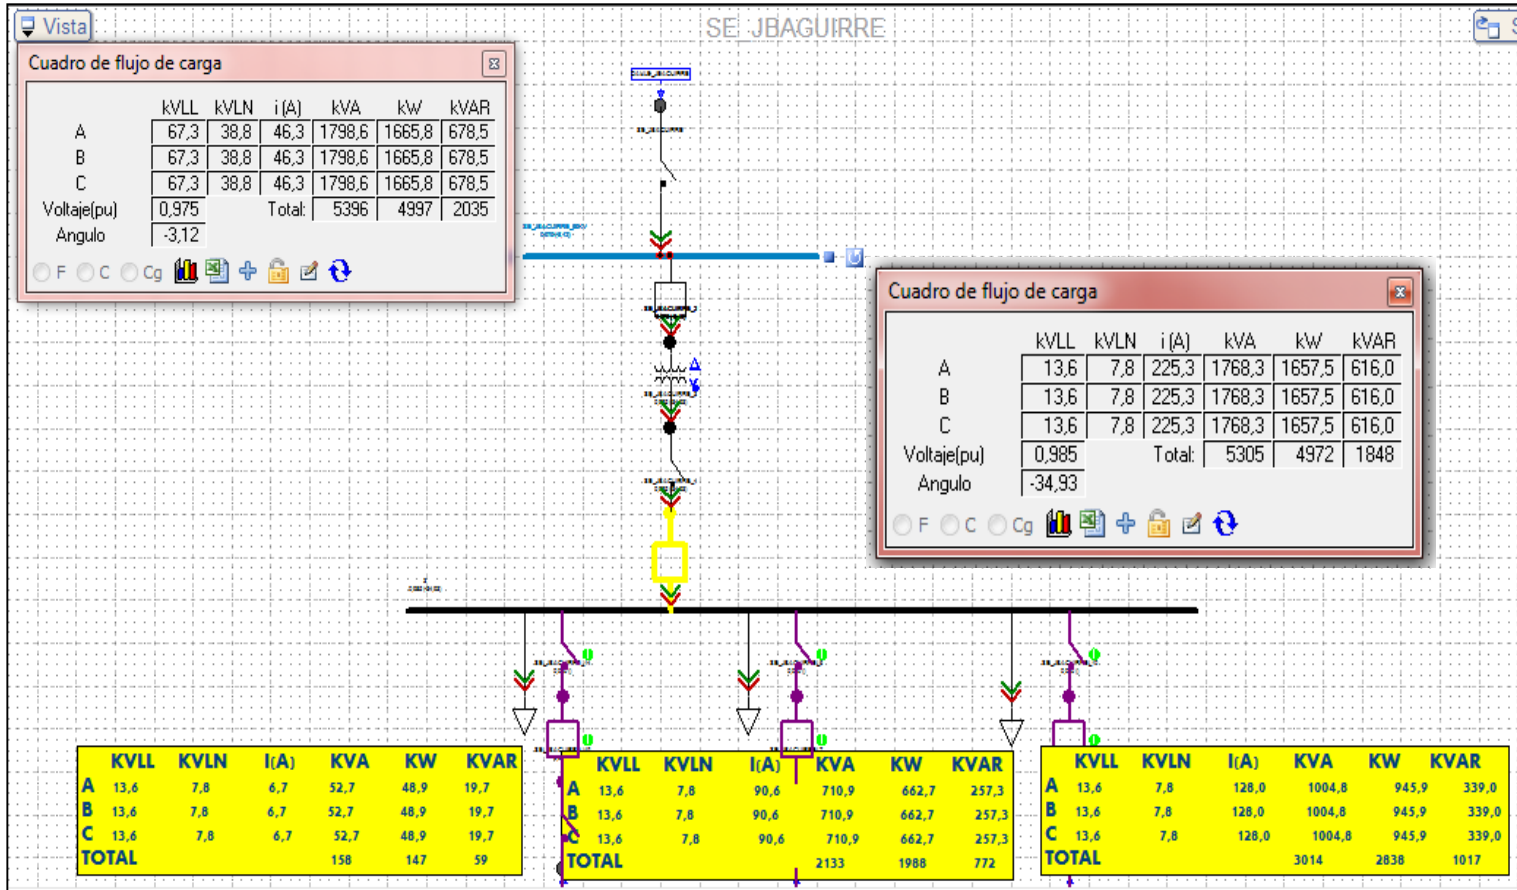 Vista
SE_JBAGUIRRE
S
Cuadro de flujo de carga
kVLL kVLN i (A) kVA kW kVAR
A 67,3 38,8 46,3 1798,6 1665,8 678,5
B 67,3 38,8 46,3 1798,6 1665,8 678,5
C 67,3 38,8 46,3 1798,6 1665,8 678,5
Voltaje(pu) 0,975 Total: 5396 4997 2035
Angulo -3,12
F C Cg
Cuadro de flujo de carga
kVLL kVLN i (A) kVA kW kVAR
A 13,6 7,8 225,3 1768,3 1657,5 616,0
B 13,6 7,8 225,3 1768,3 1657,5 616,0
C 13,6 7,8 225,3 1768,3 1657,5 616,0
Voltaje(pu) 0,985 Total: 5305 4972 1848
Angulo -34,93
F C Cg
KVLL KVLN I(A) KVA KW KVAR
A 13,6 7,8 6,7 52,7 48,9 19,7
B 13,6 7,8 6,7 52,7 48,9 19,7
C 13,6 7,8 6,7 52,7 48,9 19,7
TOTAL 158 147 59
KVLL KVLN I(A) KVA KW KVAR
A 13,6 7,8 90,6 710,9 662,7 257,3
B 13,6 7,8 90,6 710,9 662,7 257,3
C 13,6 7,8 90,6 710,9 662,7 257,3
TOTAL 2133 1988 772
KVLL KVLN I(A) KVA KW KVAR
A 13,6 7,8 128,0 1004,8 945,9 339,0
B 13,6 7,8 128,0 1004,8 945,9 339,0
C 13,6 7,8 128,0 1004,8 945,9 339,0
TOTAL 3014 2838 1017